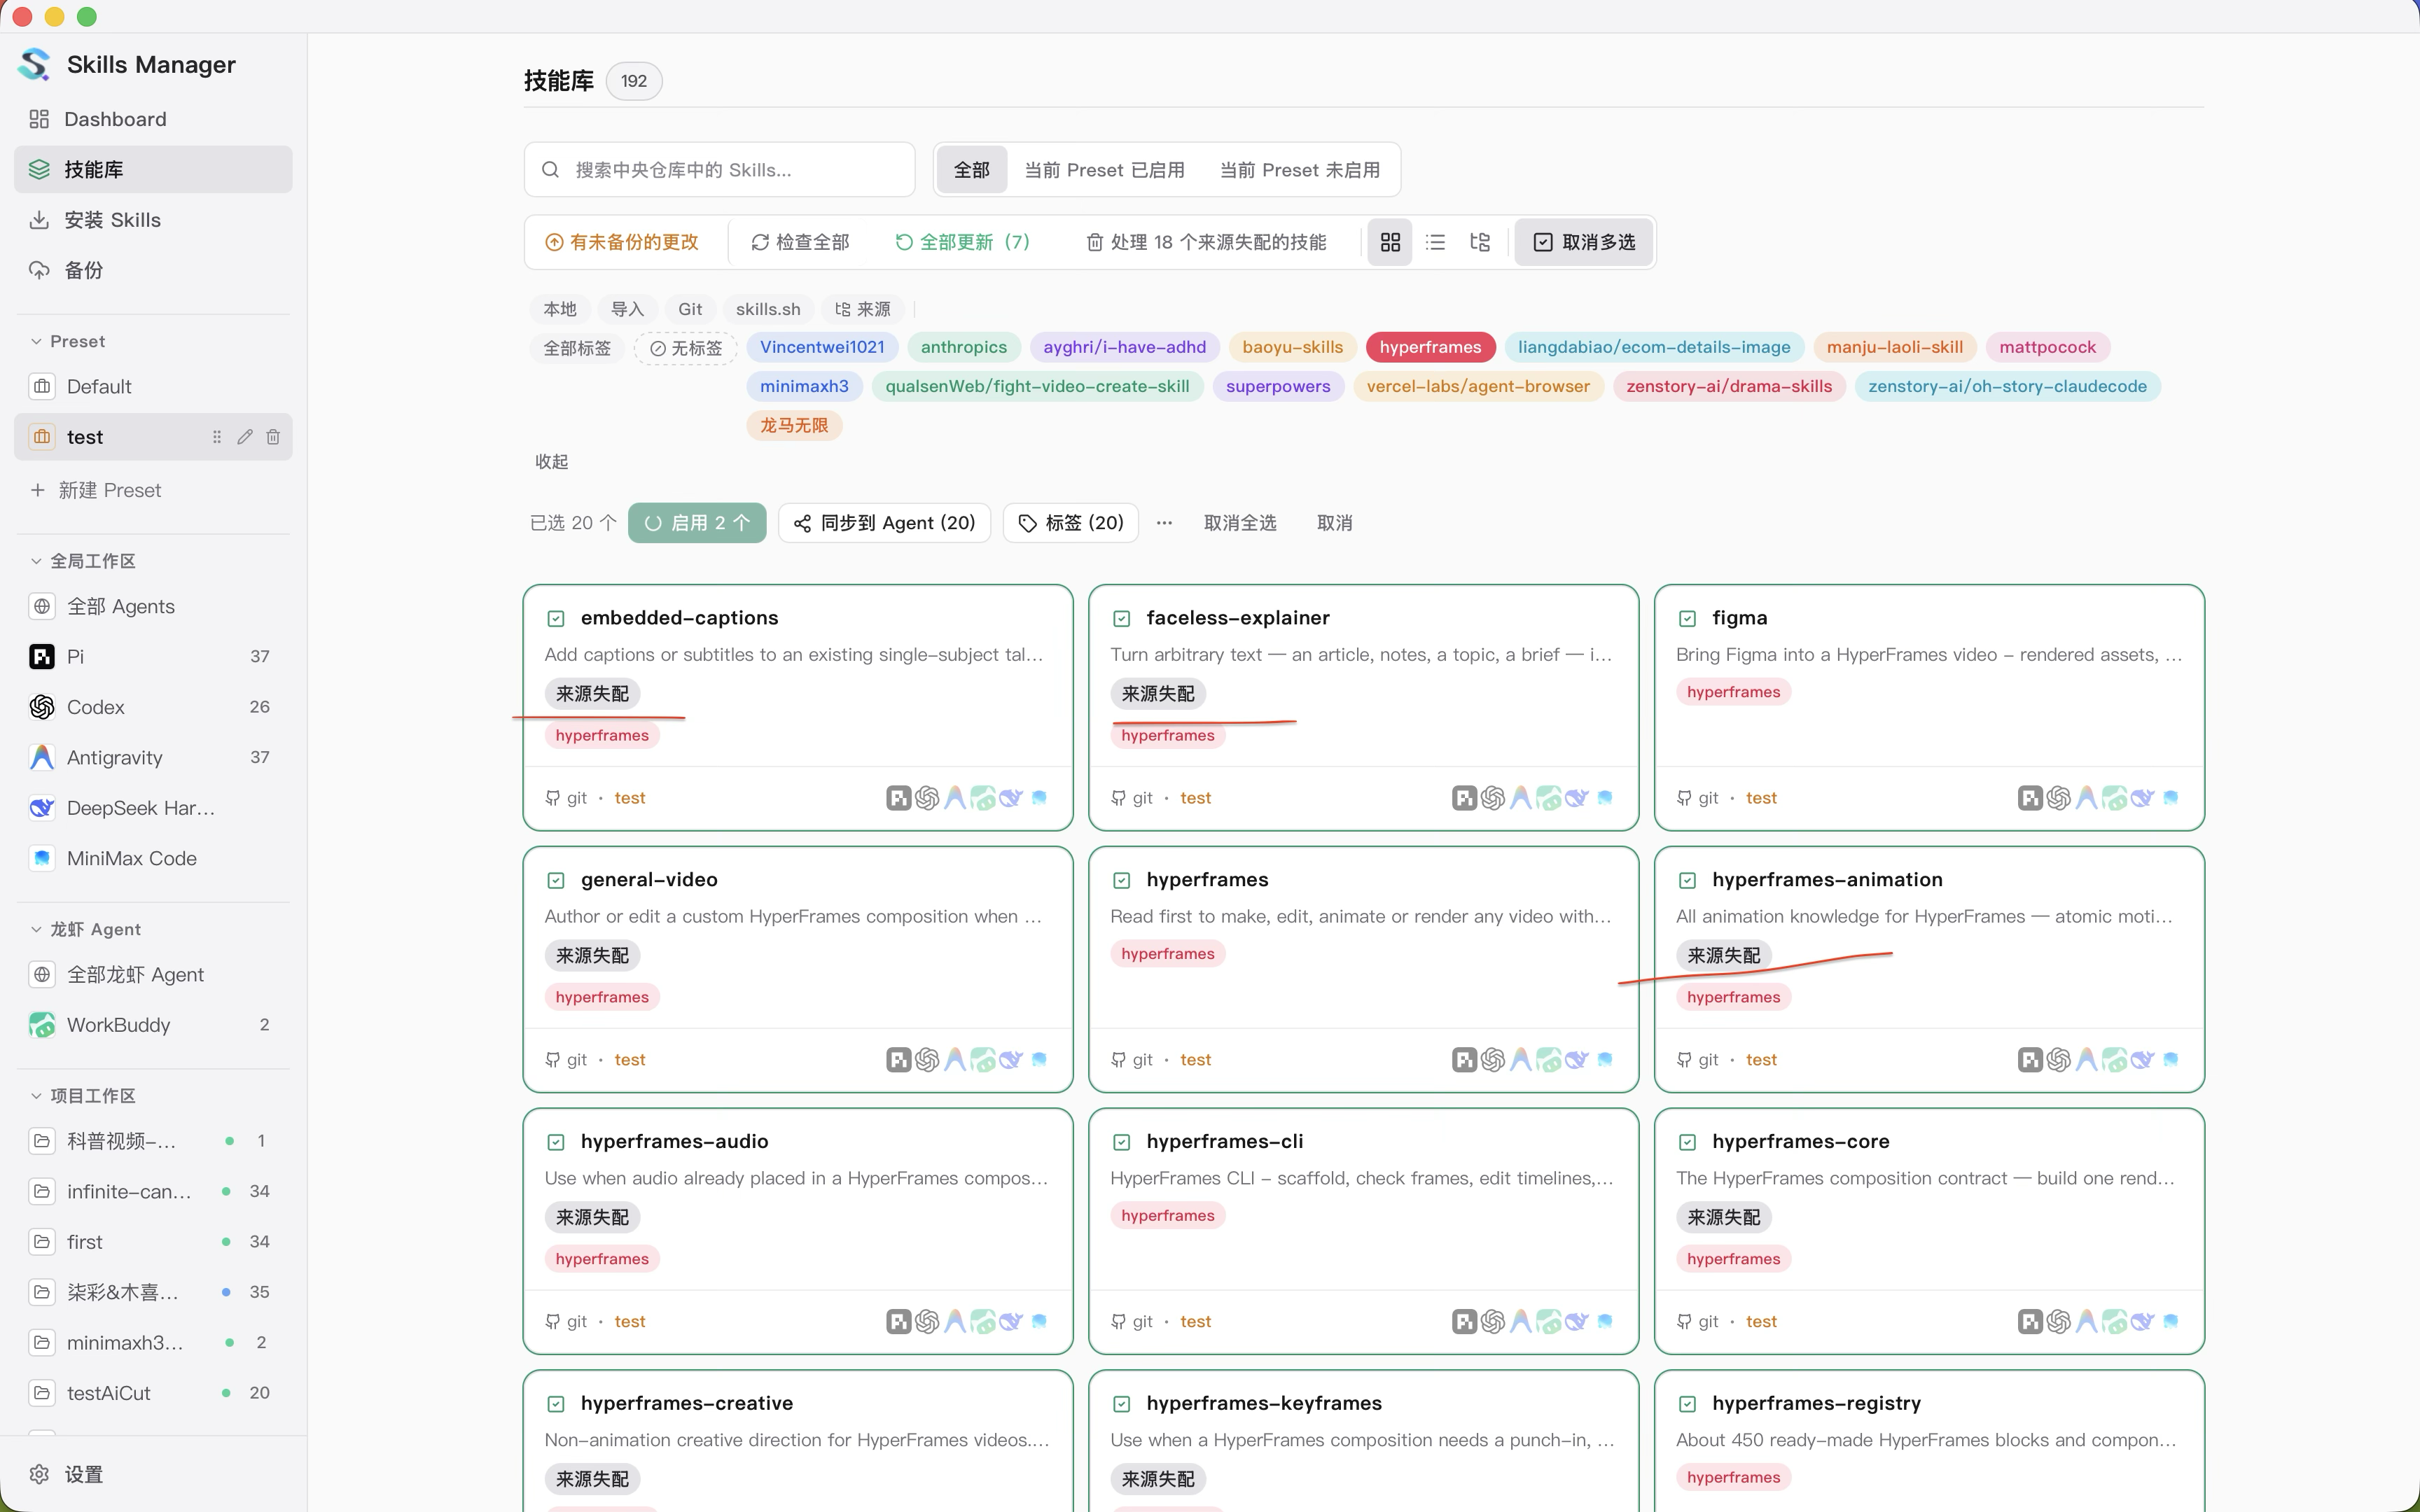 Skills Manager
Dashboard
技能库
安装 Skills
备份
Preset
Default
test
新建 Preset
全局工作区
全部 Agents
Pi 37
Codex 26
Antigravity 37
DeepSeek Har...
MiniMax Code
龙虾 Agent
全部龙虾 Agent
WorkBuddy 2
项目工作区
科普视频-... 1
infinite-can... 34
first 34
柒彩&木喜... 35
minimaxh3... 2
testAiCut 20
设置
技能库 192
搜索中央仓库中的 Skills... 全部 当前 Preset 已启用 当前 Preset 未启用
有未备份的更改 检查全部 全部更新 (7) 处理 18 个来源失配的技能 取消多选
本地 导入 Git skills.sh 来源
全部标签 无标签 Vincentwei1021 anthropics ayghri/i-have-adhd baoyu-skills hyperframes liangdabiao/ecom-details-image manju-laoli-skill mattpocock
minimaxh3 qualsenWeb/fight-video-create-skill superpowers vercel-labs/agent-browser zenstory-ai/drama-skills zenstory-ai/oh-story-claudecode
龙马无限
收起
已选 20 个 启用 2 个 同步到 Agent (20) 标签 (20) ... 取消全选 取消
embedded-captions
Add captions or subtitles to an existing single-subject tal...
来源失配
hyperframes
git · test
faceless-explainer
Turn arbitrary text — an article, notes, a topic, a brief — i...
来源失配
hyperframes
git · test
figma
Bring Figma into a HyperFrames video - rendered assets, ...
hyperframes
git · test
general-video
Author or edit a custom HyperFrames composition when ...
来源失配
hyperframes
git · test
hyperframes
Read first to make, edit, animate or render any video with...
hyperframes
git · test
hyperframes-animation
All animation knowledge for HyperFrames — atomic moti...
来源失配
hyperframes
git · test
hyperframes-audio
Use when audio already placed in a HyperFrames compos...
来源失配
hyperframes
git · test
hyperframes-cli
HyperFrames CLI - scaffold, check frames, edit timelines,...
hyperframes
git · test
hyperframes-core
The HyperFrames composition contract — build one rend...
来源失配
hyperframes
git · test
hyperframes-creative
Non-animation creative direction for HyperFrames videos....
来源失配
hyperframes-keyframes
Use when a HyperFrames composition needs a punch-in, ...
来源失配
hyperframes-registry
About 450 ready-made HyperFrames blocks and compon...
hyperframes